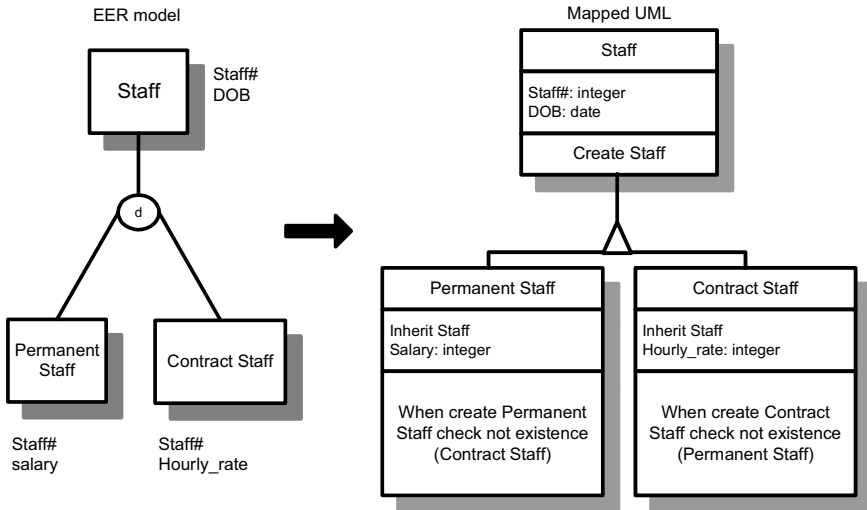 EER model
Staff
Staff#
DOB
d
Permanent
Staff
Contract Staff
Staff#
salary
Staff#
Hourly_rate
Mapped UML
Staff
Staff#: integer
DOB: date
Create Staff
Permanent Staff
Inherit Staff
Salary: integer
When create Permanent
Staff check not existence
(Contract Staff)
Contract Staff
Inherit Staff
Hourly_rate: integer
When create Contract
Staff check not existence
(Permanent Staff)